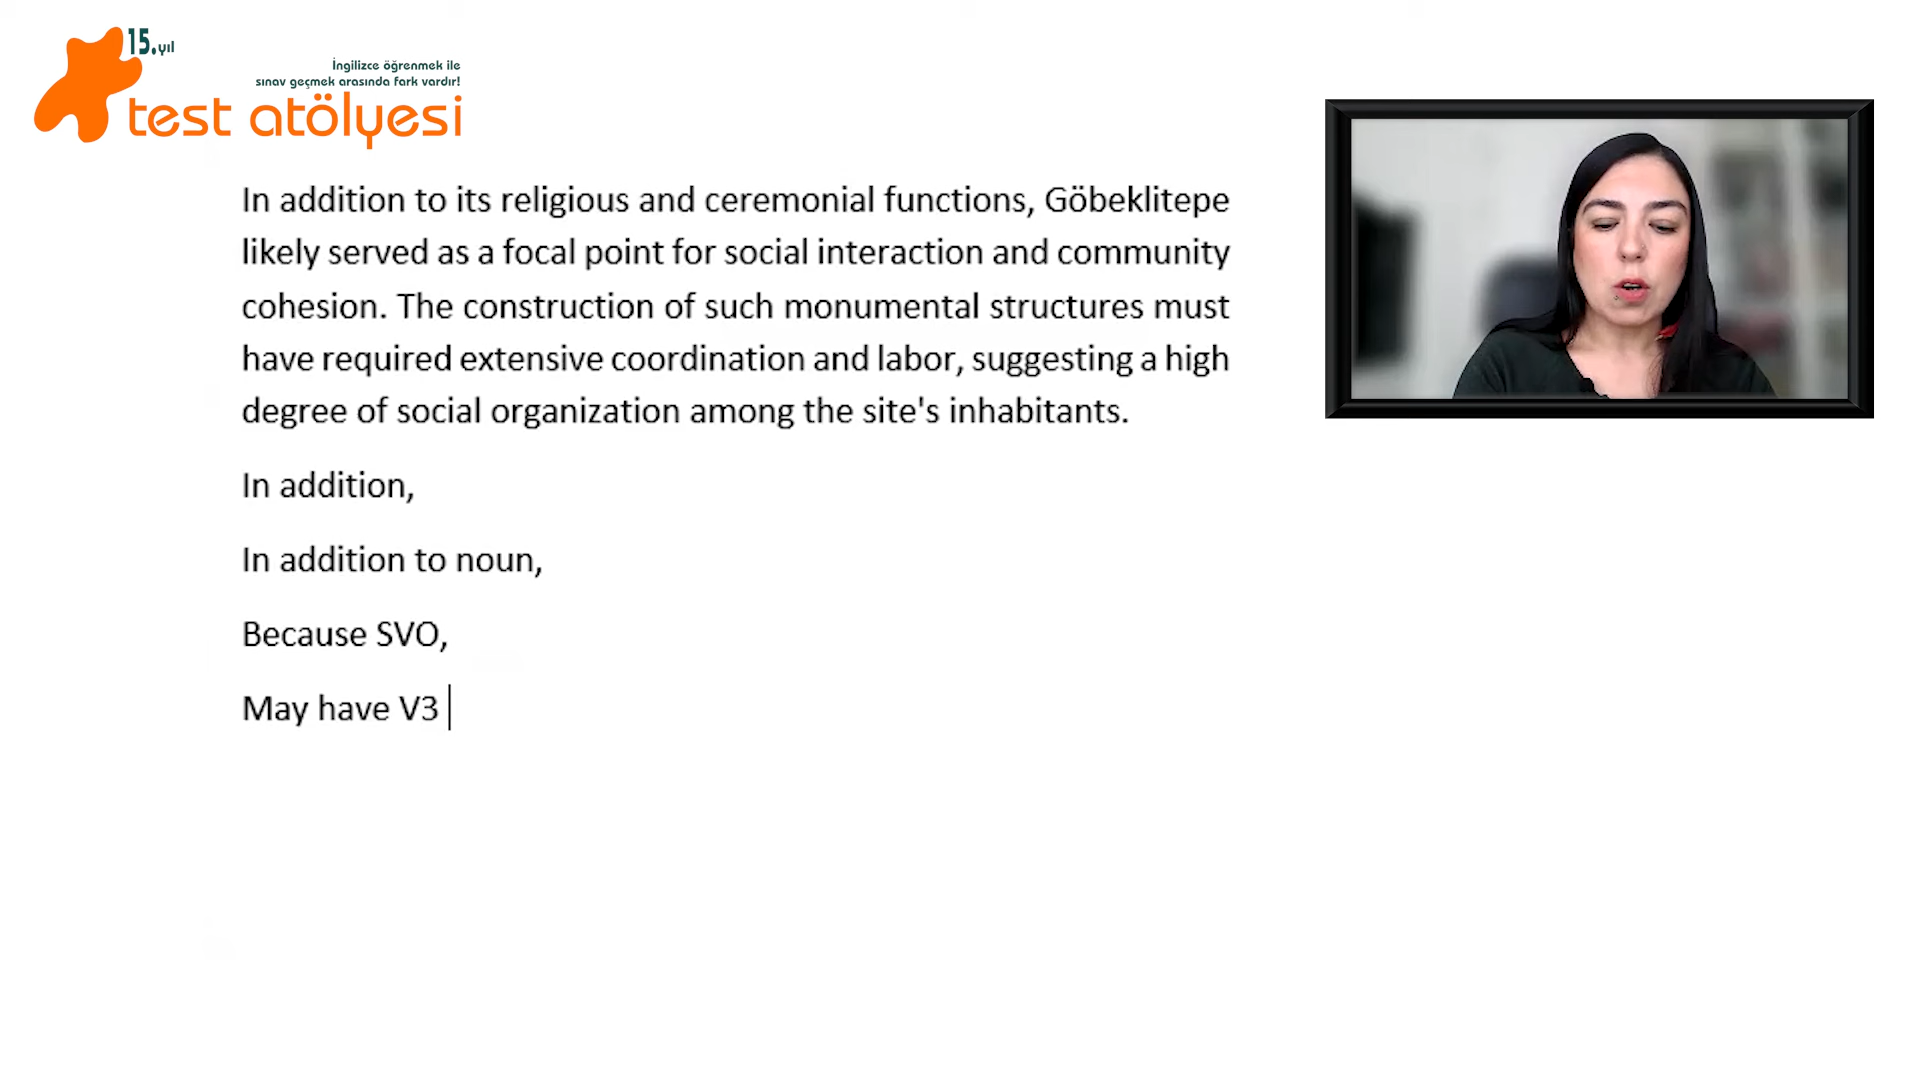 15.yıl
İngilizce öğrenmek ile
sınav geçmek arasında fark vardır!
test atölyesi
In addition to its religious and ceremonial functions, Göbeklitepe
likely served as a focal point for social interaction and community
cohesion. The construction of such monumental structures must
have required extensive coordination and labor, suggesting a high
degree of social organization among the site's inhabitants.
In addition,
In addition to noun,
Because SVO,
May have V3